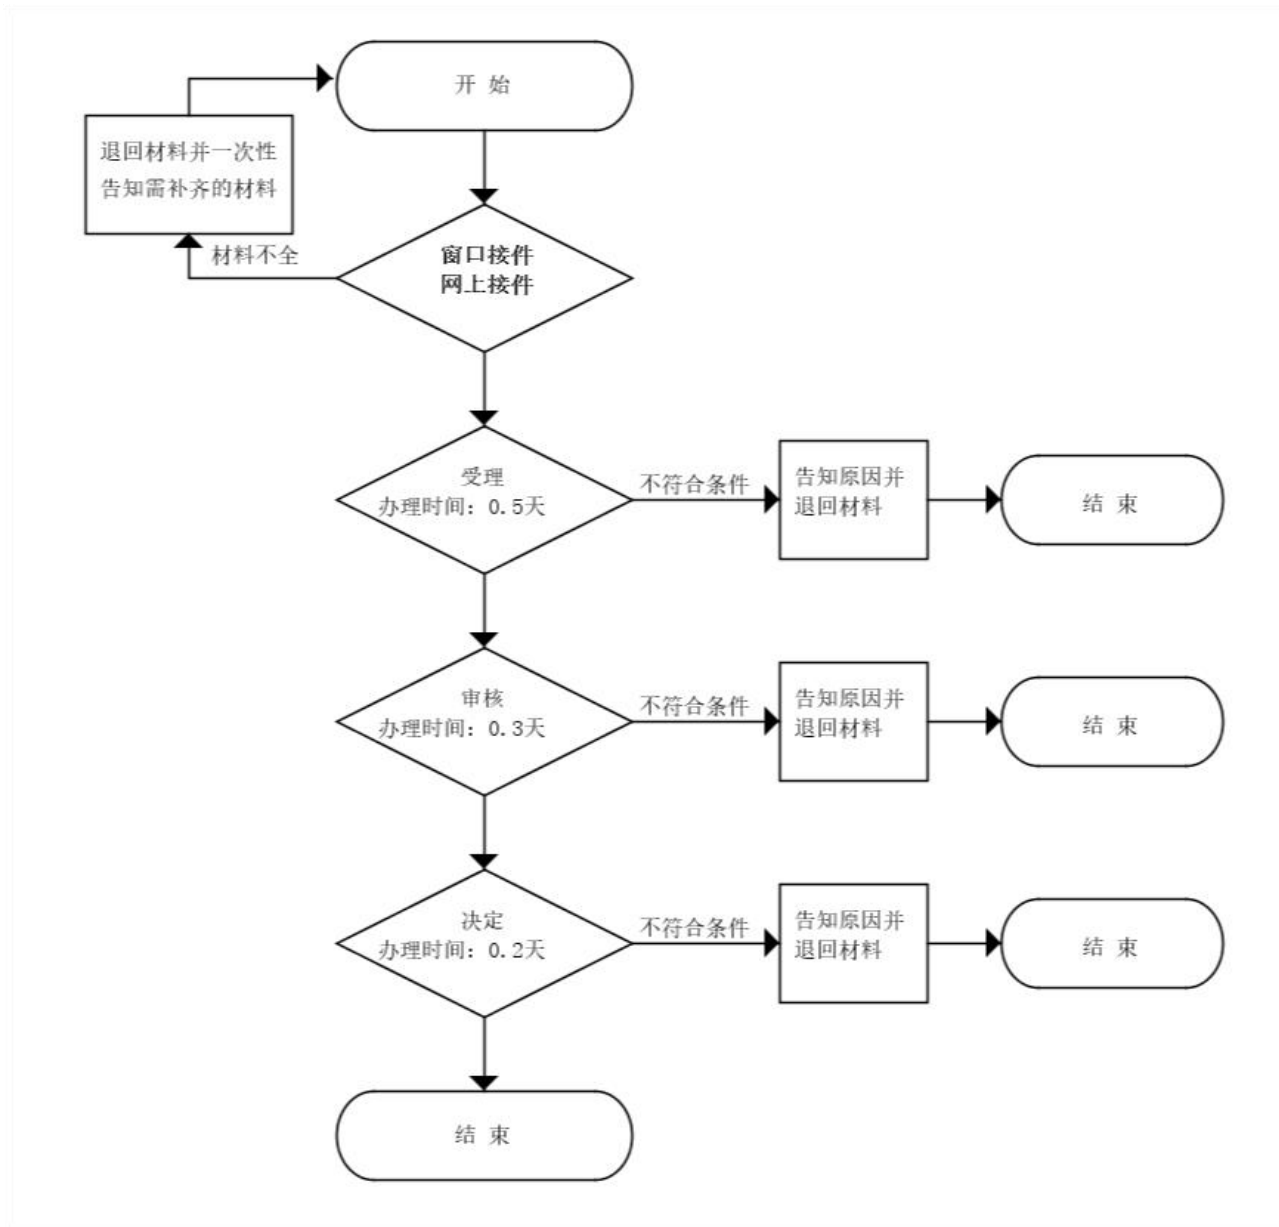 开 始
退回材料并一次性
告知需补齐的材料
材料不全
窗口接件
网上接件
受理
办理时间：0.5天
不符合条件
告知原因并
退回材料
结 束
审核
办理时间：0.3天
不符合条件
告知原因并
退回材料
结 束
决定
办理时间：0.2天
不符合条件
告知原因并
退回材料
结 束
结 束